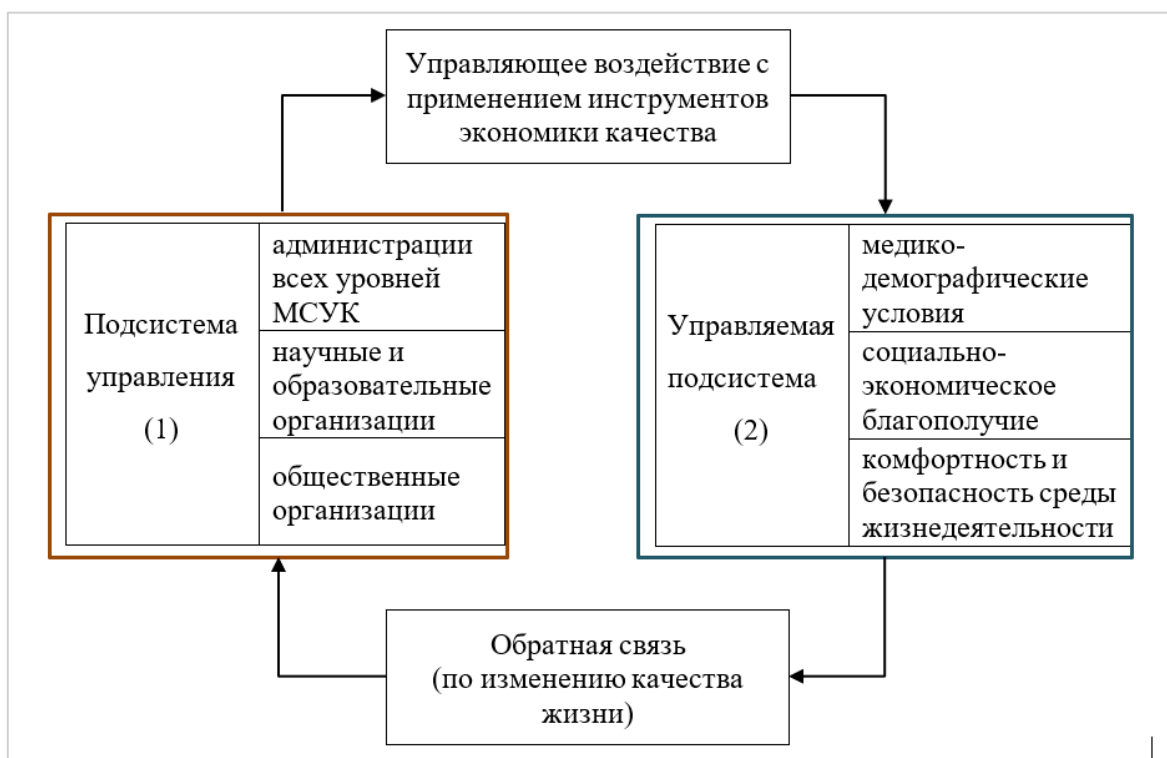 Управляющее воздействие с
применением инструментов
экономики качества
Подсистема
управления
(1)
администрации
всех уровней
МСУК
научные и
образовательные
организации
общественные
организации
Управляемая
подсистема
(2)
медико-
демографические
условия
социально-
экономическое
благополучие
комфортность и
безопасность среды
жизнедеятельности
Обратная связь
(по изменению качества
жизни)